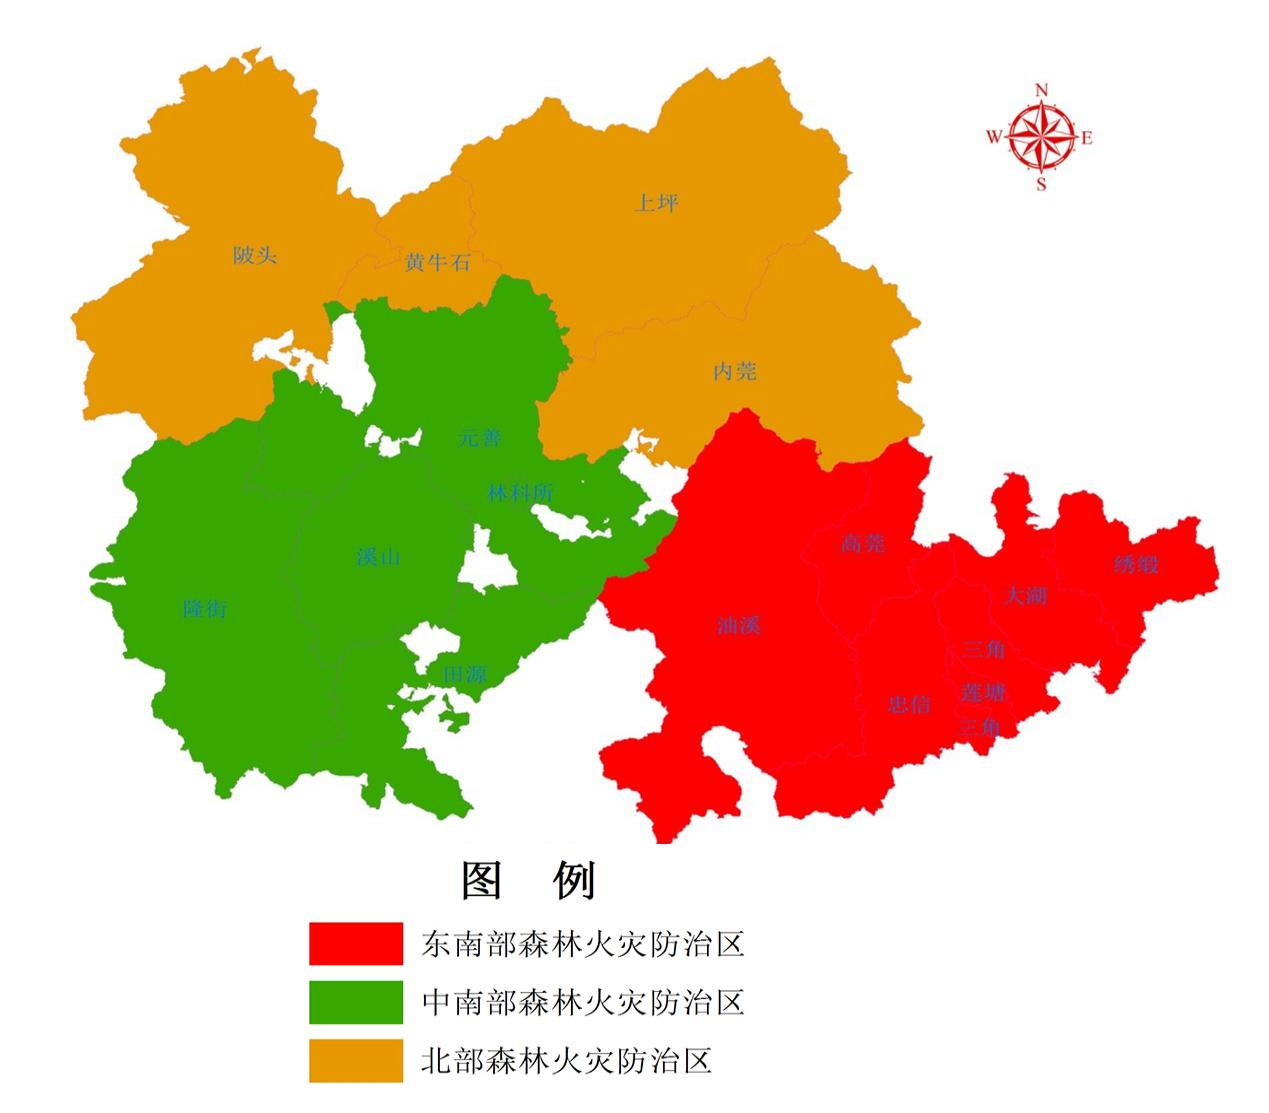 N
W
E
S
上坪
陂头
黄牛石
内莞
元善
林科所
高莞
溪山
绣缎
大湖
隆街
油溪
三角
田源
莲塘
忠信
三角
图 例
东南部森林火灾防治区
中南部森林火灾防治区
北部森林火灾防治区